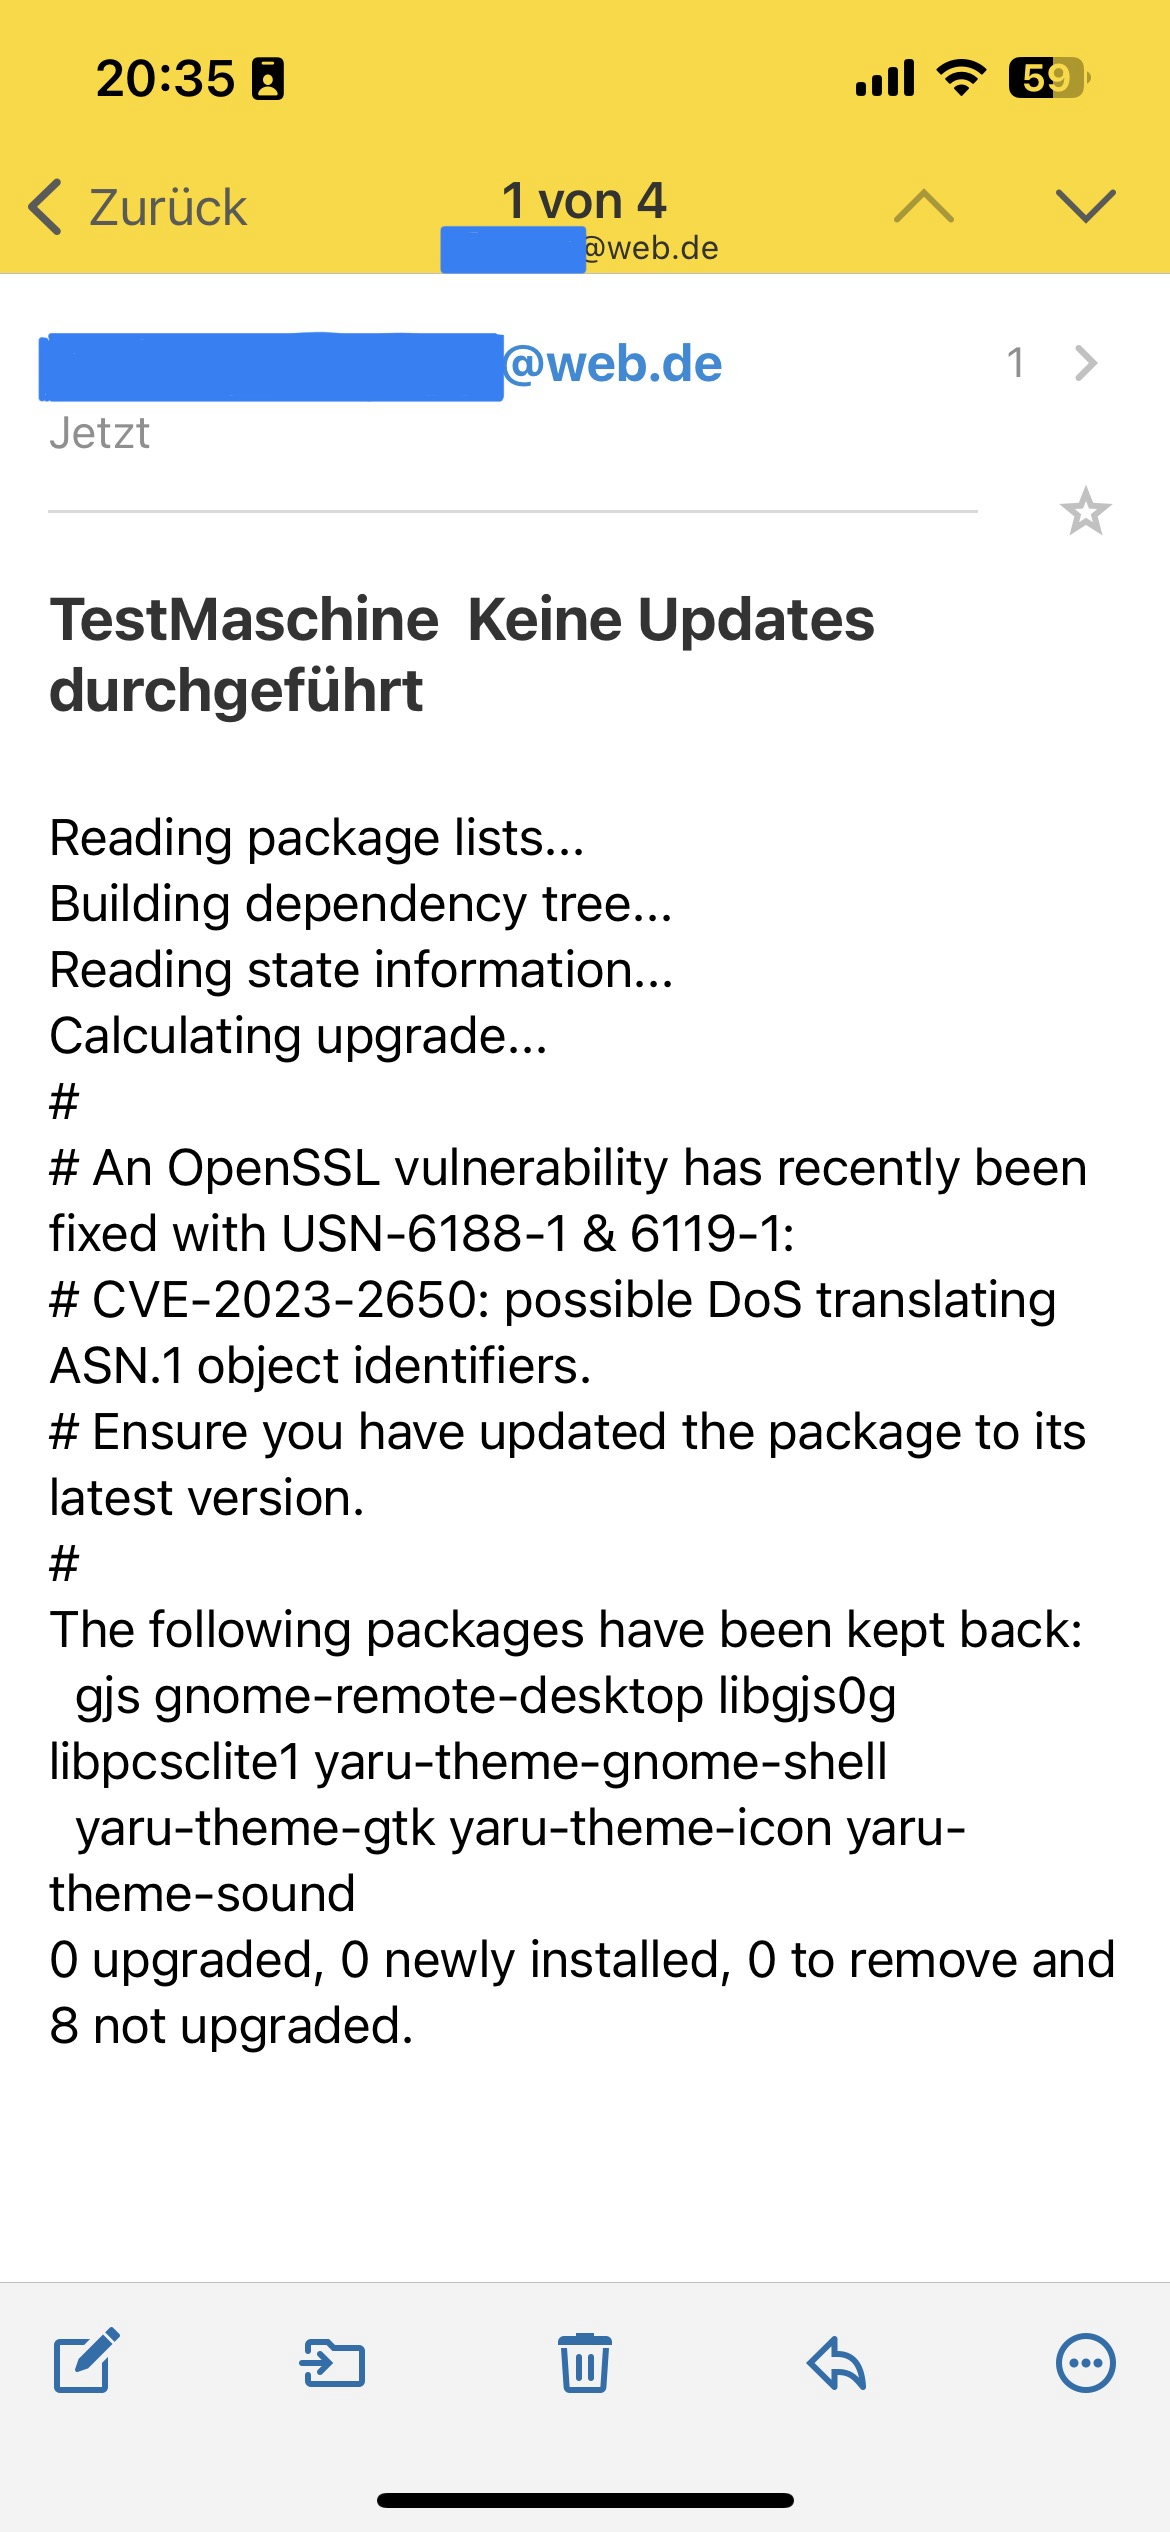 20:35
59
Zurück
1 von 4
@web.de
@web.de
1
Jetzt
TestMaschine  Keine Updates
durchgeführt
Reading package lists...
Building dependency tree...
Reading state information...
Calculating upgrade...
#
# An OpenSSL vulnerability has recently been
fixed with USN-6188-1 & 6119-1:
# CVE-2023-2650: possible DoS translating
ASN.1 object identifiers.
# Ensure you have updated the package to its
latest version.
#
The following packages have been kept back:
gjs gnome-remote-desktop libgjs0g
libpcsclite1 yaru-theme-gnome-shell
yaru-theme-gtk yaru-theme-icon yaru-
theme-sound
0 upgraded, 0 newly installed, 0 to remove and
8 not upgraded.